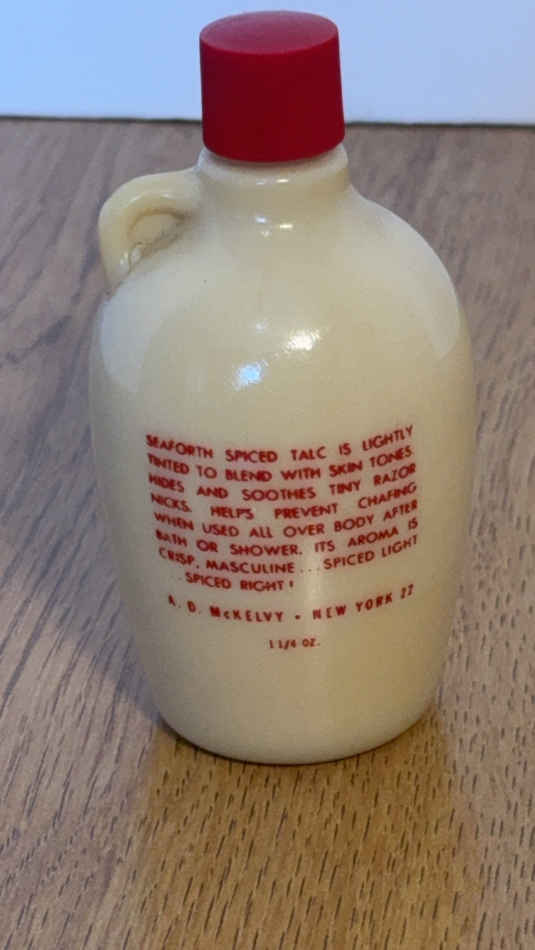 SEAFORTH SPICED TALC IS LIGHTLY
TINTED TO BLEND WITH SKIN TONES.
HIDES AND SOOTHES TINY RAZOR
NICKS. HELPS PREVENT CHAFING
WHEN USED ALL OVER BODY AFTER
BATH OR SHOWER. ITS AROMA IS
CRISP, MASCULINE...SPICED LIGHT
..SPICED RIGHT!
A. D. McKELVY • NEW YORK 22
1 1/4 OZ.